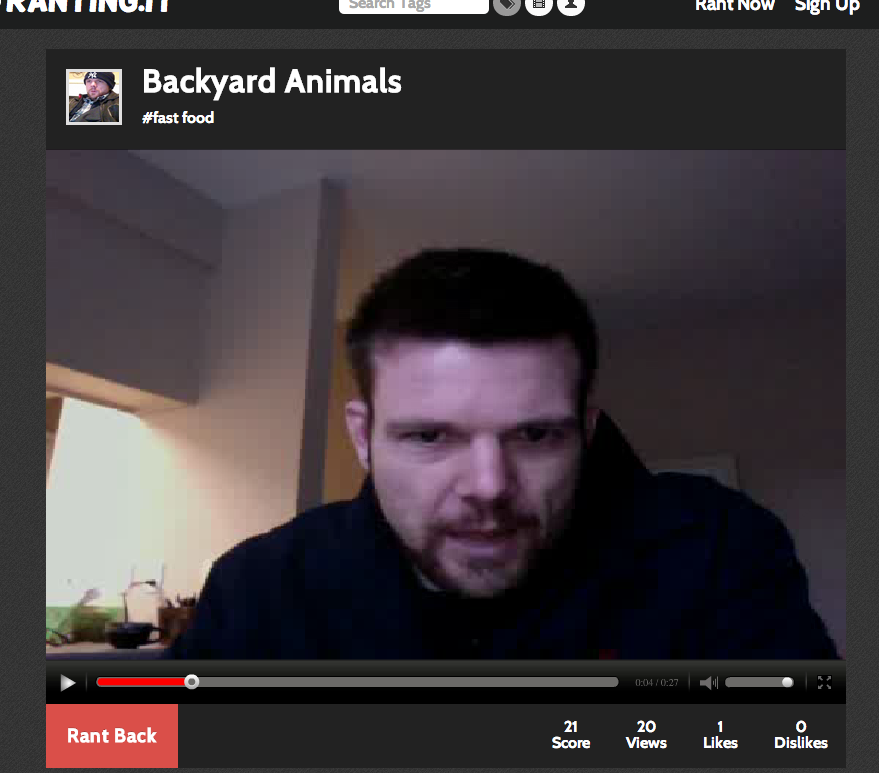 RANTING.IT
Search Tags
Rant Now
Sign Up
Backyard Animals
#fast food
0:04 / 0:27
Rant Back
21
Score
20
Views
1
Likes
0
Dislikes